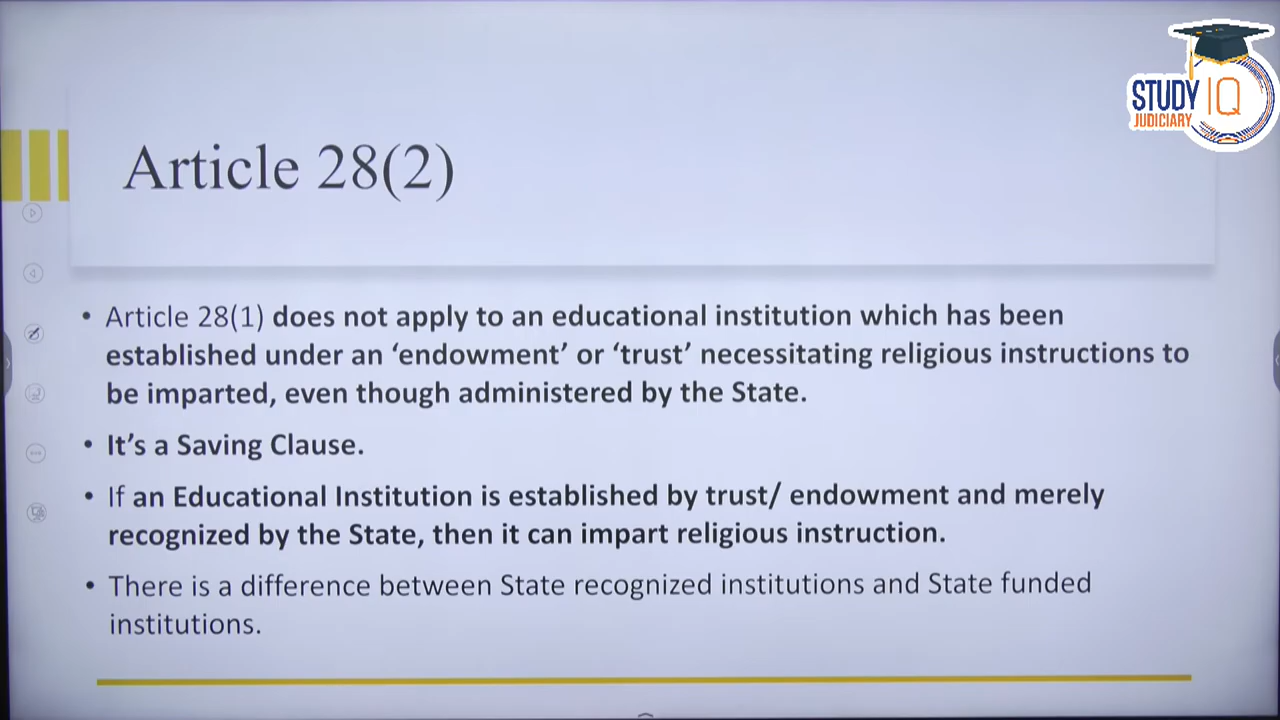 STUDY IQ
JUDICIARY
Article 28(2)
• Article 28(1) does not apply to an educational institution which has been
established under an ‘endowment’ or ‘trust’ necessitating religious instructions to
be imparted, even though administered by the State.
• It’s a Saving Clause.
• If an Educational Institution is established by trust/ endowment and merely
recognized by the State, then it can impart religious instruction.
• There is a difference between State recognized institutions and State funded
institutions.